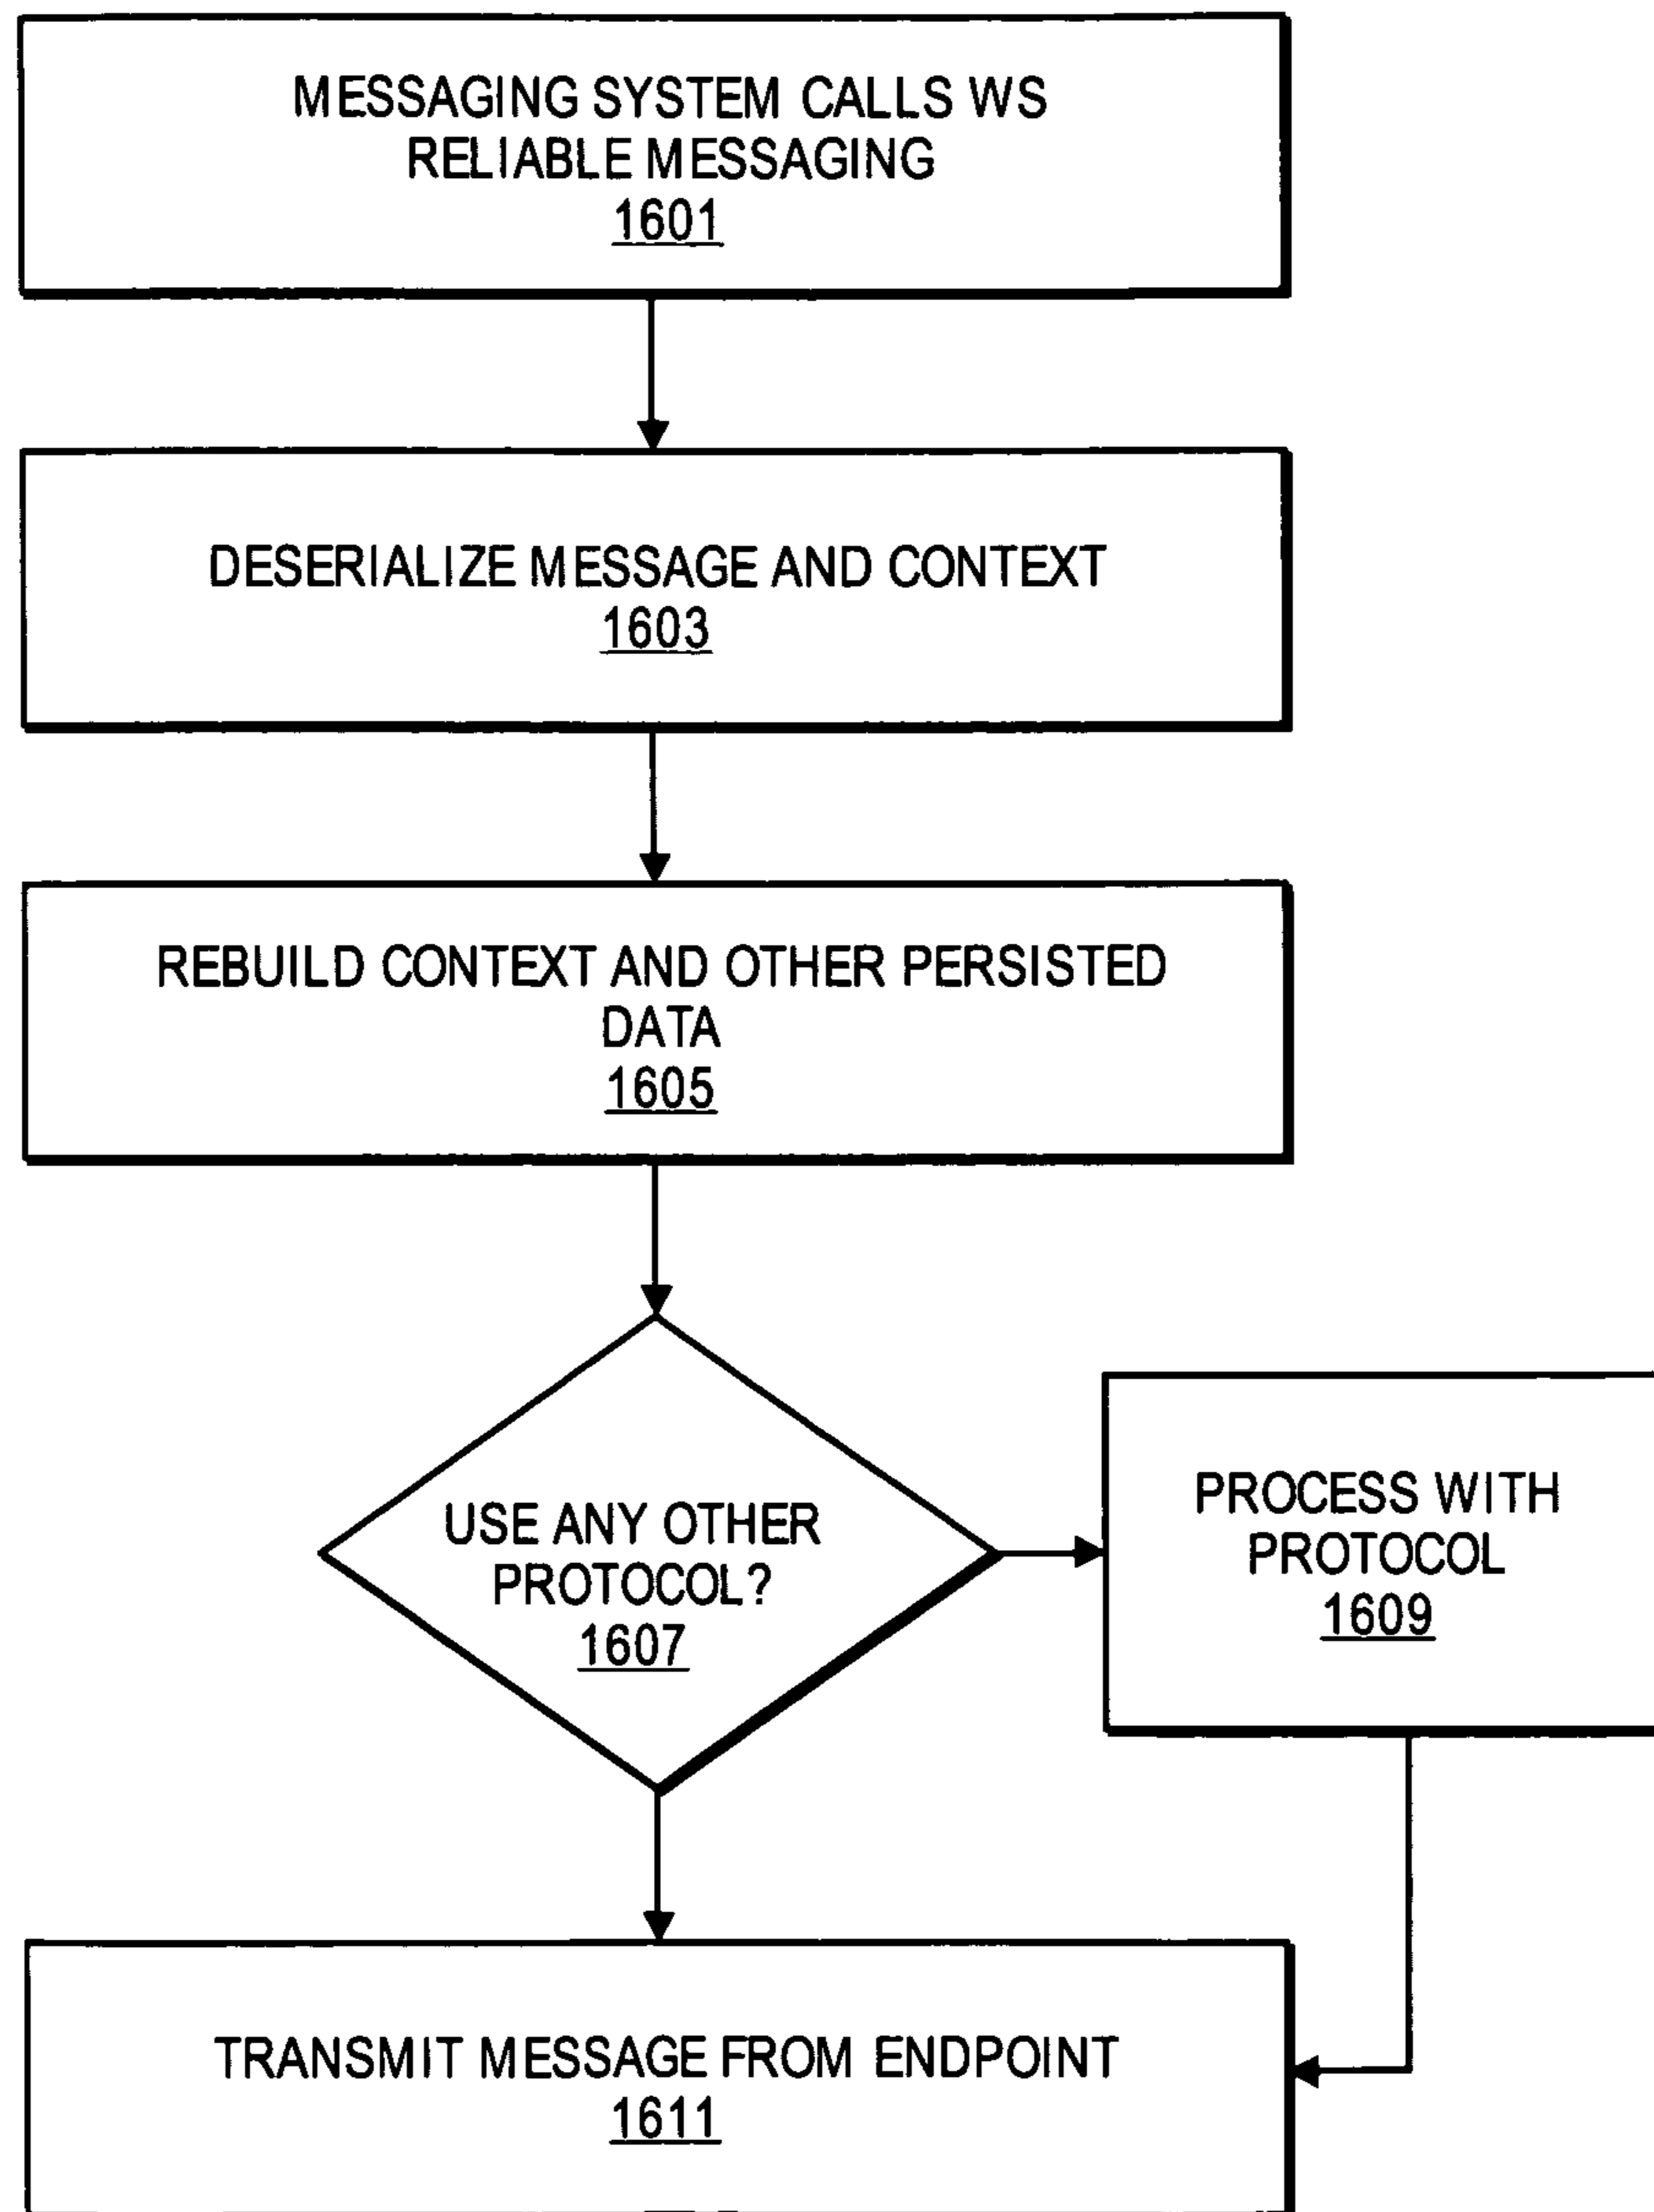 MESSAGING SYSTEM CALLS WS
RELIABLE MESSAGING
1601
DESERIALIZE MESSAGE AND CONTEXT
1603
REBUILD CONTEXT AND OTHER PERSISTED
DATA
1605
USE ANY OTHER
PROTOCOL?
1607
PROCESS WITH
PROTOCOL
1609
TRANSMIT MESSAGE FROM ENDPOINT
1611